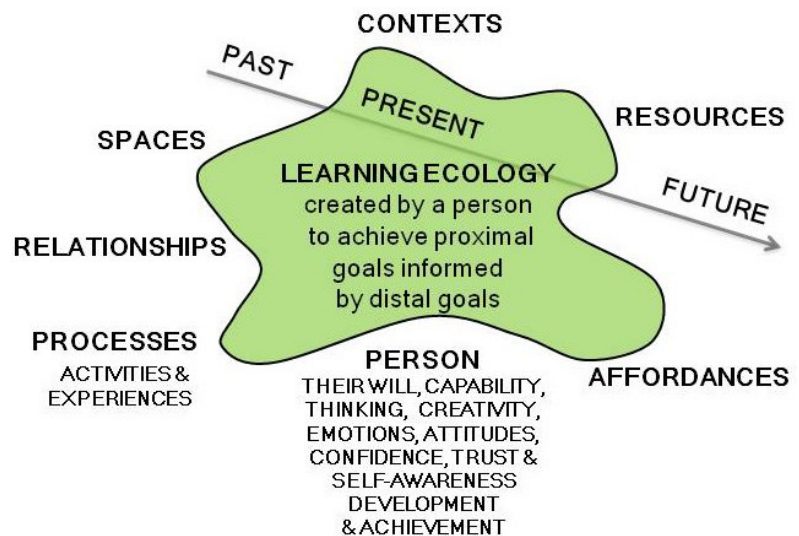 CONTEXTS
PAST
PRESENT
FUTURE
RESOURCES
SPACES
LEARNING ECOLOGY
created by a person
to achieve proximal
goals informed
by distal goals
RELATIONSHIPS
PROCESSES
ACTIVITIES &
EXPERIENCES
PERSON
THEIR WILL, CAPABILITY,
THINKING, CREATIVITY,
EMOTIONS, ATTITUDES,
CONFIDENCE, TRUST &
SELF-AWARENESS
DEVELOPMENT
& ACHIEVEMENT
AFFORDANCES